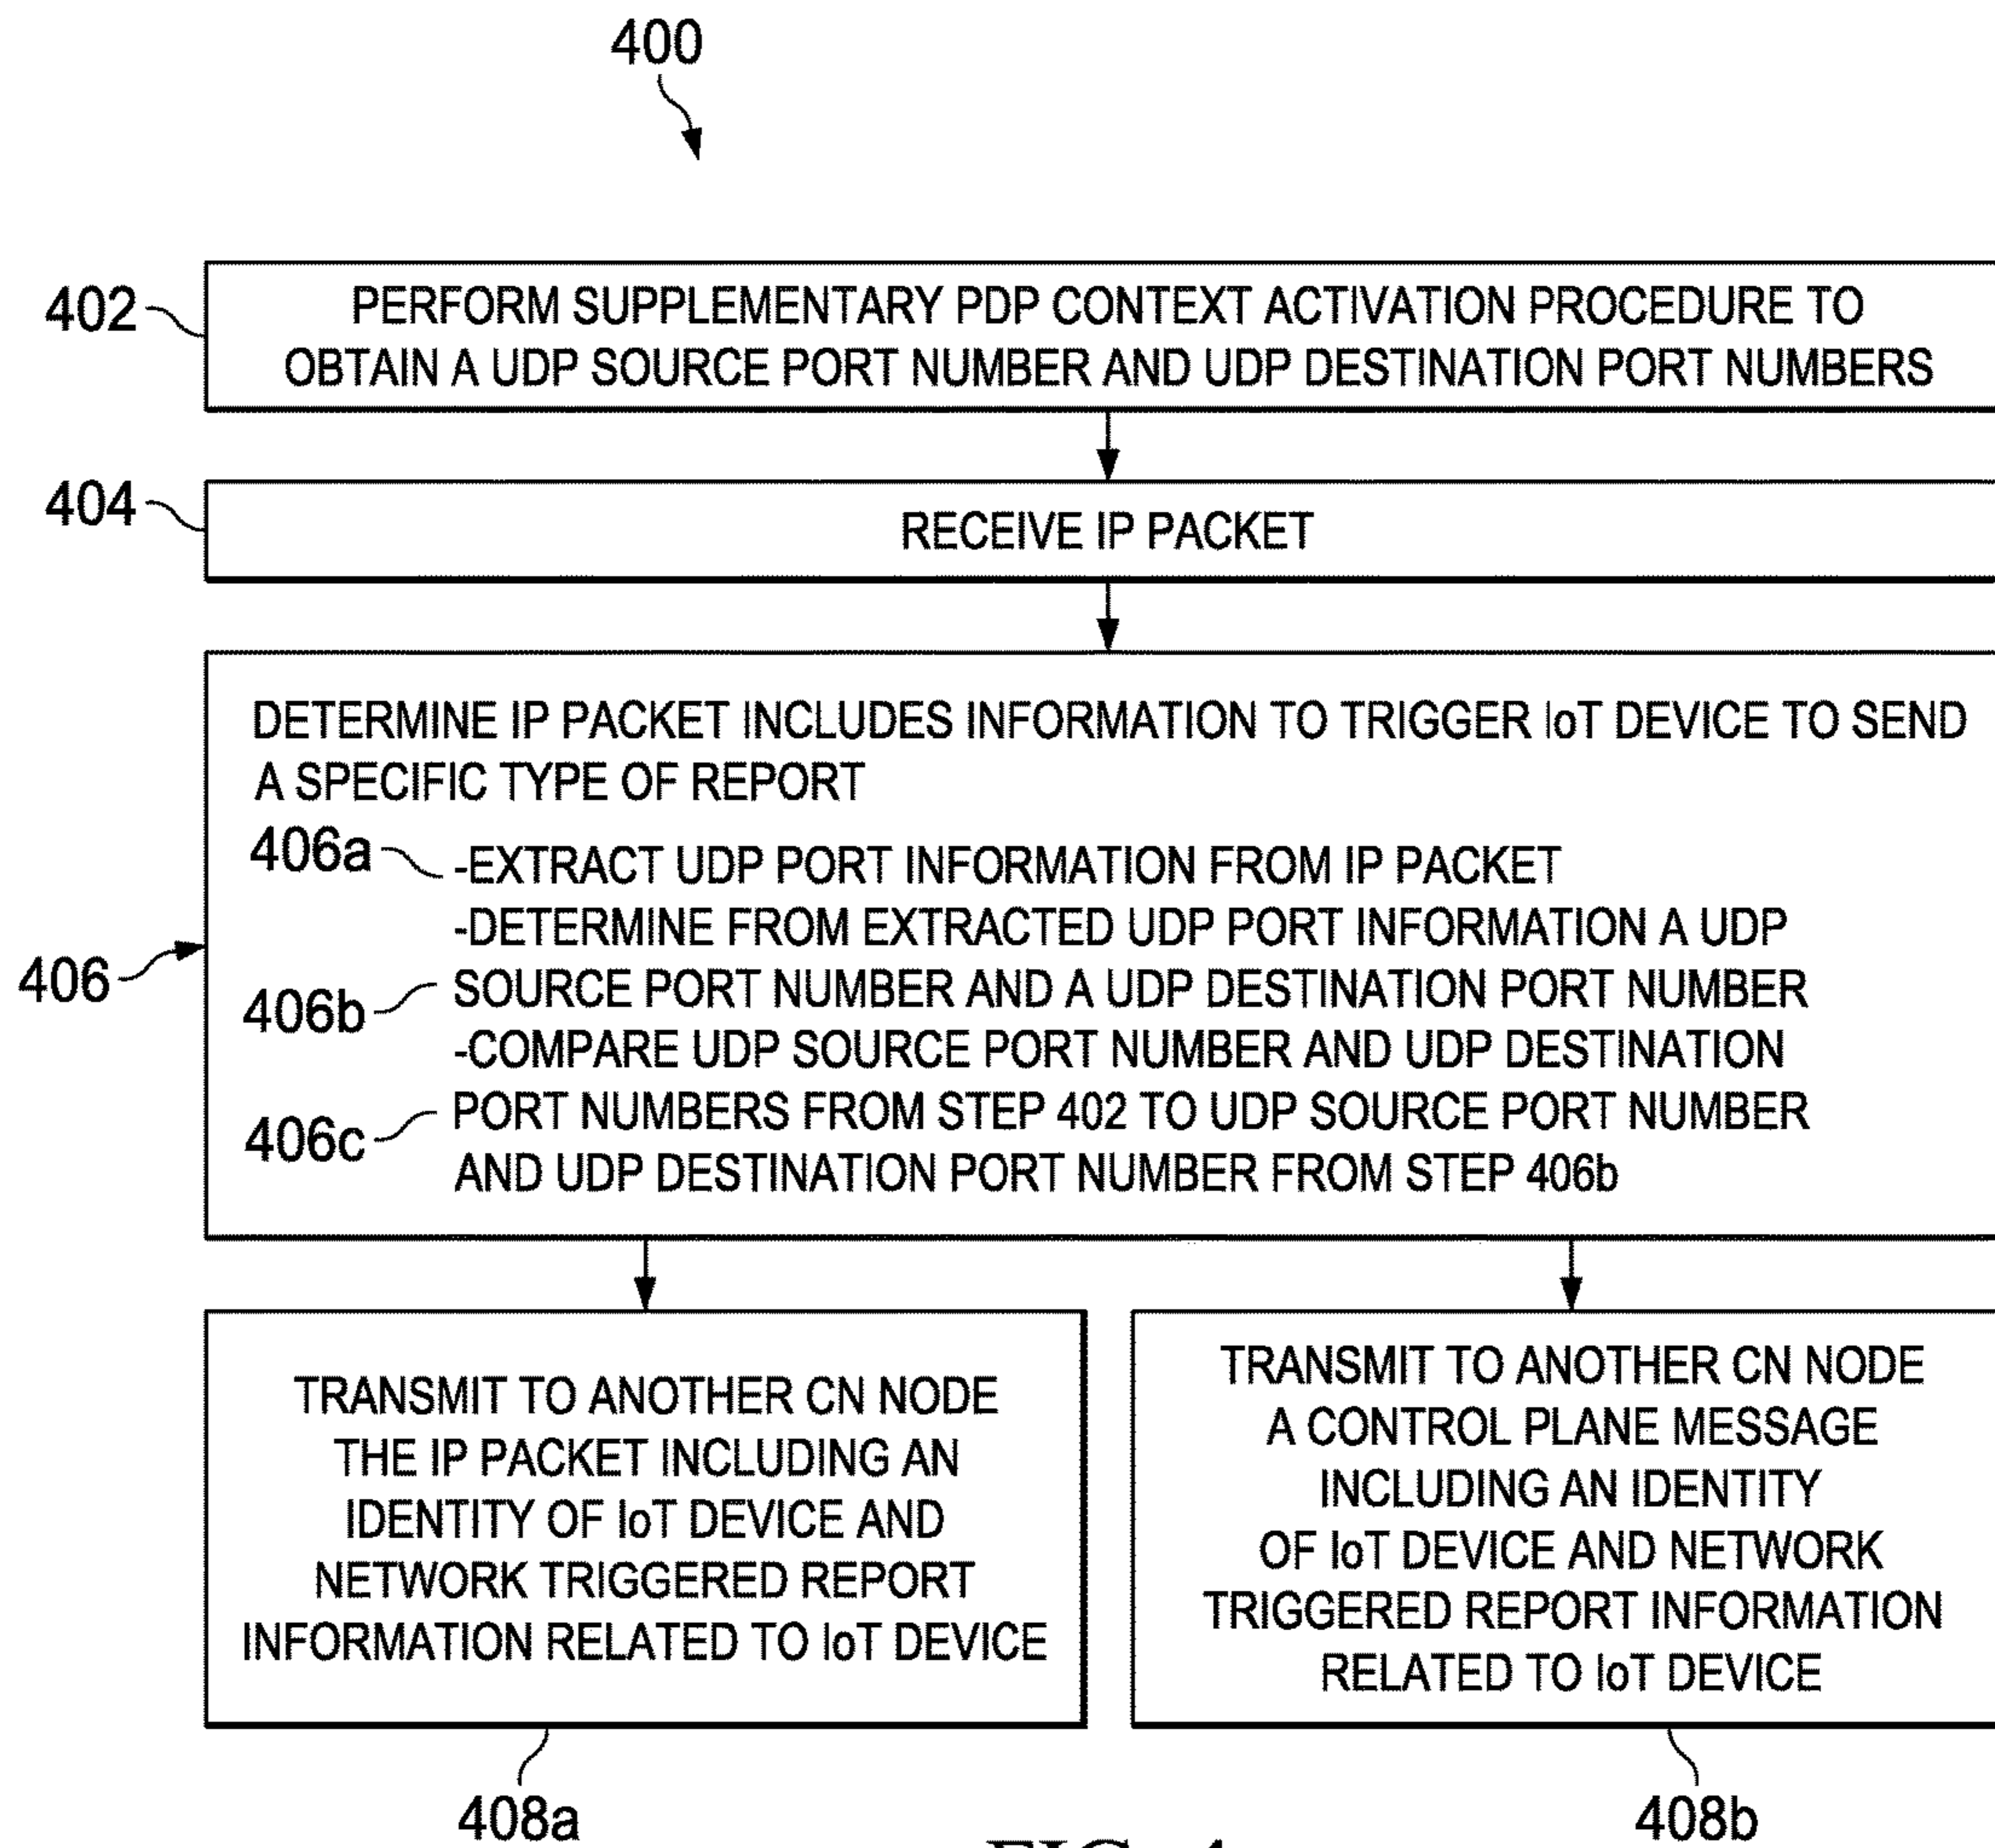 400
402
PERFORM SUPPLEMENTARY PDP CONTEXT ACTIVATION PROCEDURE TO
OBTAIN A UDP SOURCE PORT NUMBER AND UDP DESTINATION PORT NUMBERS
404
RECEIVE IP PACKET
406
DETERMINE IP PACKET INCLUDES INFORMATION TO TRIGGER IoT DEVICE TO SEND
A SPECIFIC TYPE OF REPORT
406a
-EXTRACT UDP PORT INFORMATION FROM IP PACKET
-DETERMINE FROM EXTRACTED UDP PORT INFORMATION A UDP
406b
SOURCE PORT NUMBER AND A UDP DESTINATION PORT NUMBER
-COMPARE UDP SOURCE PORT NUMBER AND UDP DESTINATION
406c
PORT NUMBERS FROM STEP 402 TO UDP SOURCE PORT NUMBER
AND UDP DESTINATION PORT NUMBER FROM STEP 406b
TRANSMIT TO ANOTHER CN NODE
THE IP PACKET INCLUDING AN
IDENTITY OF IoT DEVICE AND
NETWORK TRIGGERED REPORT
INFORMATION RELATED TO IoT DEVICE
408a
TRANSMIT TO ANOTHER CN NODE
A CONTROL PLANE MESSAGE
INCLUDING AN IDENTITY
OF IoT DEVICE AND NETWORK
TRIGGERED REPORT INFORMATION
RELATED TO IoT DEVICE
408b